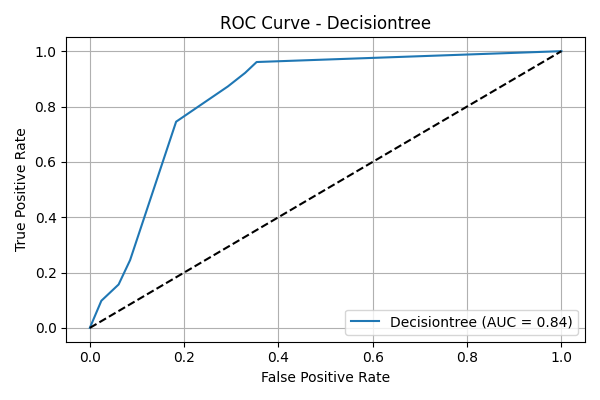 ROC Curve - Decisiontree
True Positive Rate
1.0
0.8
0.6
0.4
0.2
0.0
Decisiontree (AUC = 0.84)
0.0 0.2 0.4 0.6 0.8 1.0
False Positive Rate